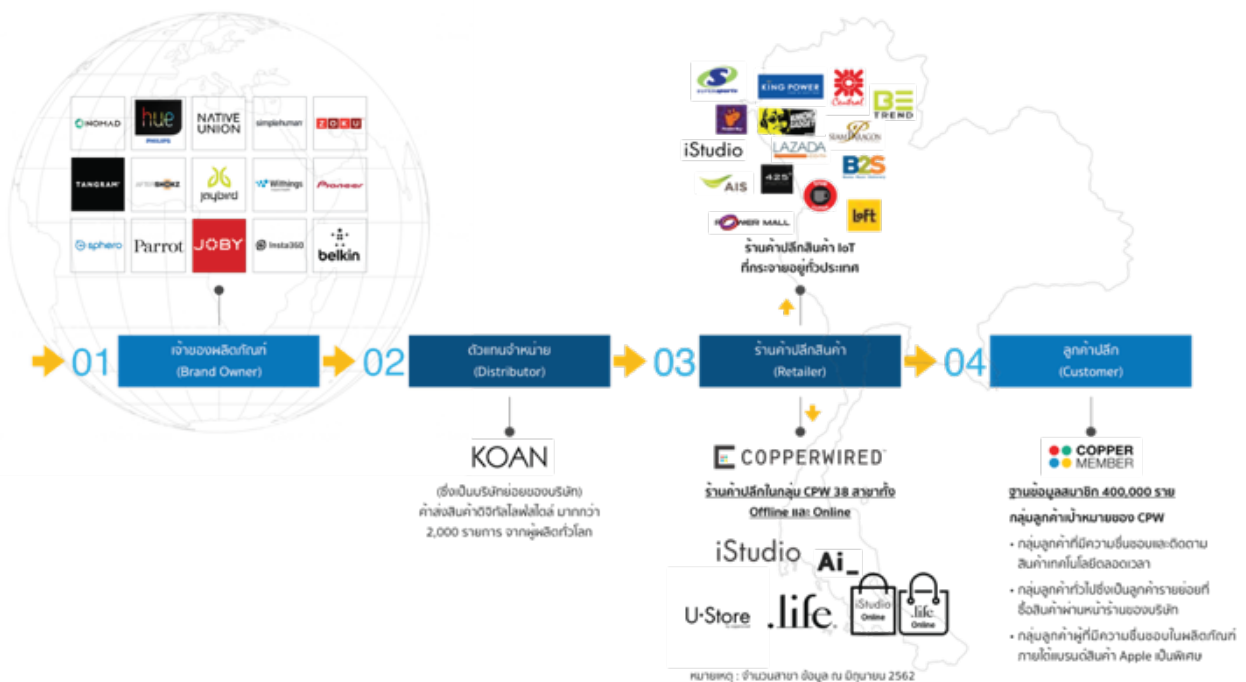 NOMAD
hue
PHILIPS
NATIVE
UNION
simplehuman
ZOKU
TANGRAM
AFTERSHOKZ
jaybird
Withings
Pioneer
sphero
Parrot
JOBY
Insta360
belkin
supersports
KING POWER
Central
BE
TREND
SIAM PARAGON
iStudio
LAZADA
B2S
AIS
425°
POWER MALL
Loft
ร้านค้าปลีกสินค้า IoT
ที่กระจายอยู่ทั่วประเทศ
01
เจ้าของผลิตภัณฑ์
(Brand Owner)
02
ตัวแทนจำหน่าย
(Distributor)
03
ร้านค้าปลีกสินค้า
(Retailer)
04
ลูกค้าปลีก
(Customer)
KOAN
(ซึ่งเป็นบริษัทย่อยของบริษัท)
ค้าส่งสินค้าดิจิทัลไลฟ์สไตล์ มากกว่า
2,000 รายการ จากผู้ผลิตทั่วโลก
COPPERWIRED
ร้านค้าปลีกในกลุ่ม CPW 38 สาขาทั้ง
Offline และ Online
iStudio
Ai_
U•Store
.life
iStudio
Online
.life
Online
หมายเหตุ : จำนวนสาขา ข้อมูล ณ มิถุนายน 2562
COPPER
MEMBER
ฐานข้อมูลสมาชิก 400,000 ราย
กลุ่มลูกค้าเป้าหมายของ CPW
• กลุ่มลูกค้าที่มีความชื่นชอบและติดตาม
สินค้าเทคโนโลยีตลอดเวลา
• กลุ่มลูกค้าทั่วไปซึ่งเป็นลูกค้ารายย่อยที่
ซื้อสินค้าผ่านหน้าร้านของบริษัท
• กลุ่มลูกค้าผู้ที่มีความชื่นชอบในผลิตภัณฑ์
ภายใต้แบรนด์สินค้า Apple เป็นพิเศษ